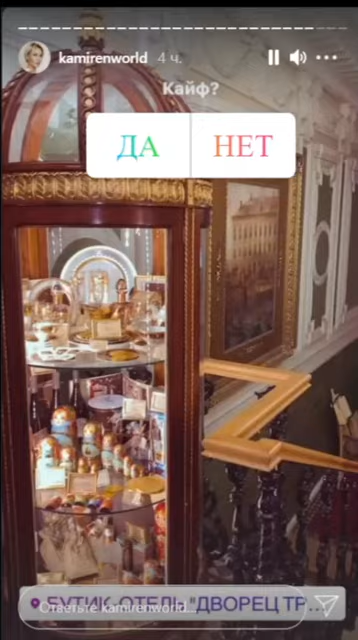 kamirenworld 4 ч.
Кайф?
ДА НЕТ
БУТИК-ОТЕЛЬ "ДВОРЕЦ ТР...
Ответьте kamirenworld...